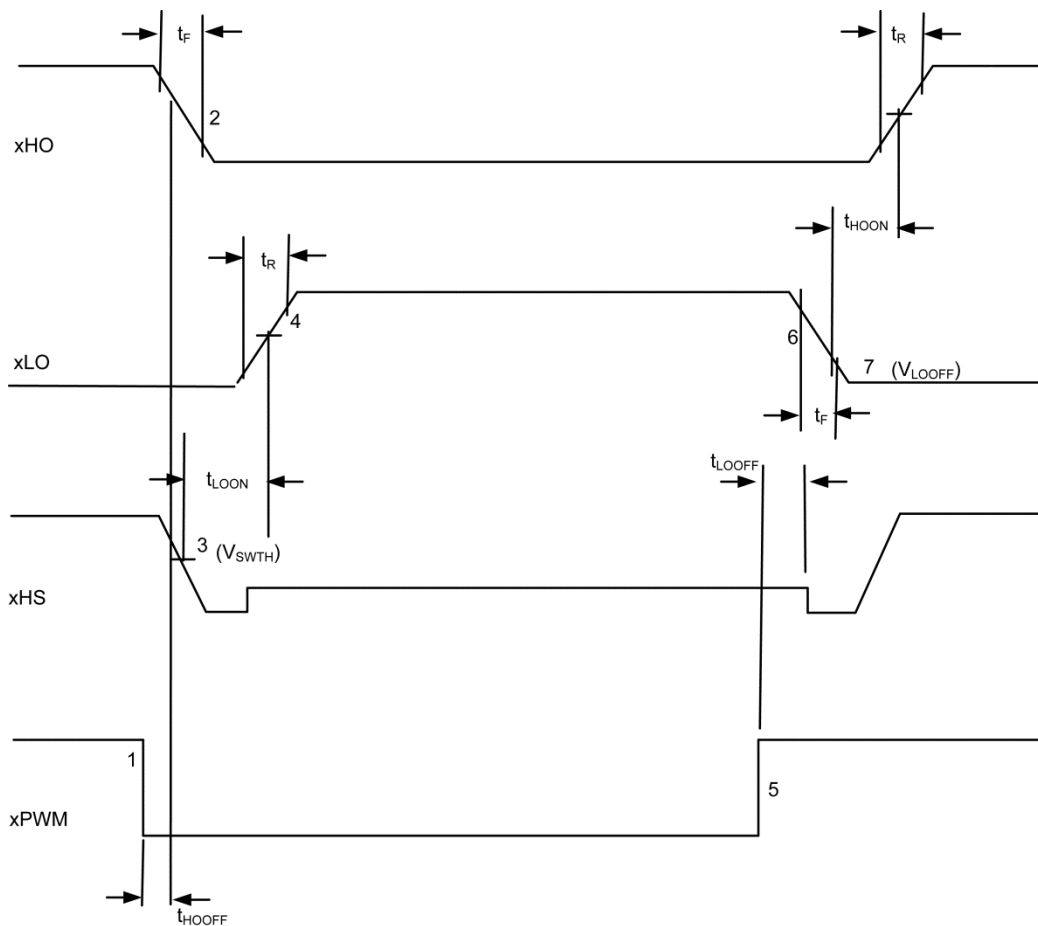 tF
tR
2
xHO
tHOON
tR
4
6
xLO
7 (VLOOFF)
tF
tLOOFF
tLOON
3 (VSWTH)
xHS
1
5
xPWM
tHOOFF